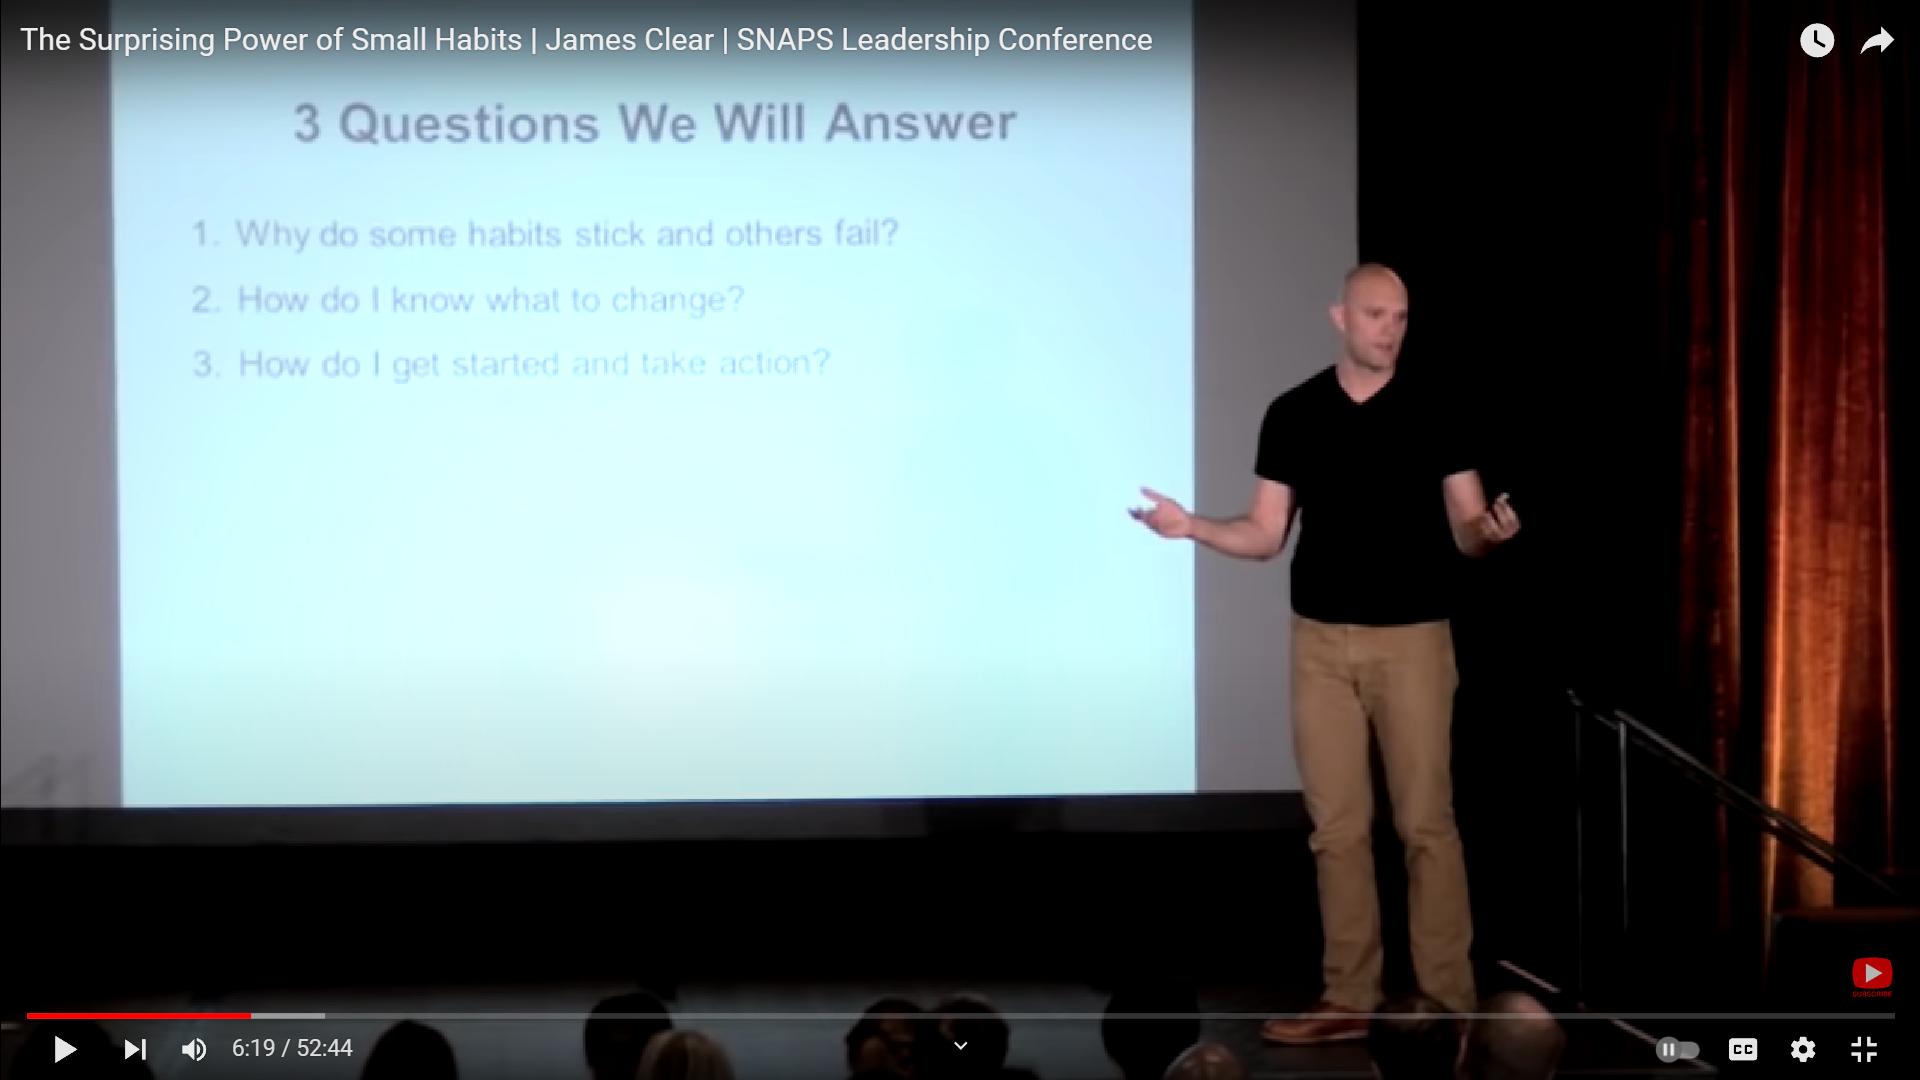 The Surprising Power of Small Habits | James Clear | SNAPS Leadership Conference
3 Questions We Will Answer
1. Why do some habits stick and others fail?
2. How do I know what to change?
3. How do I get started and take action?
SUBSCRIBE
6:19 / 52:44
CC